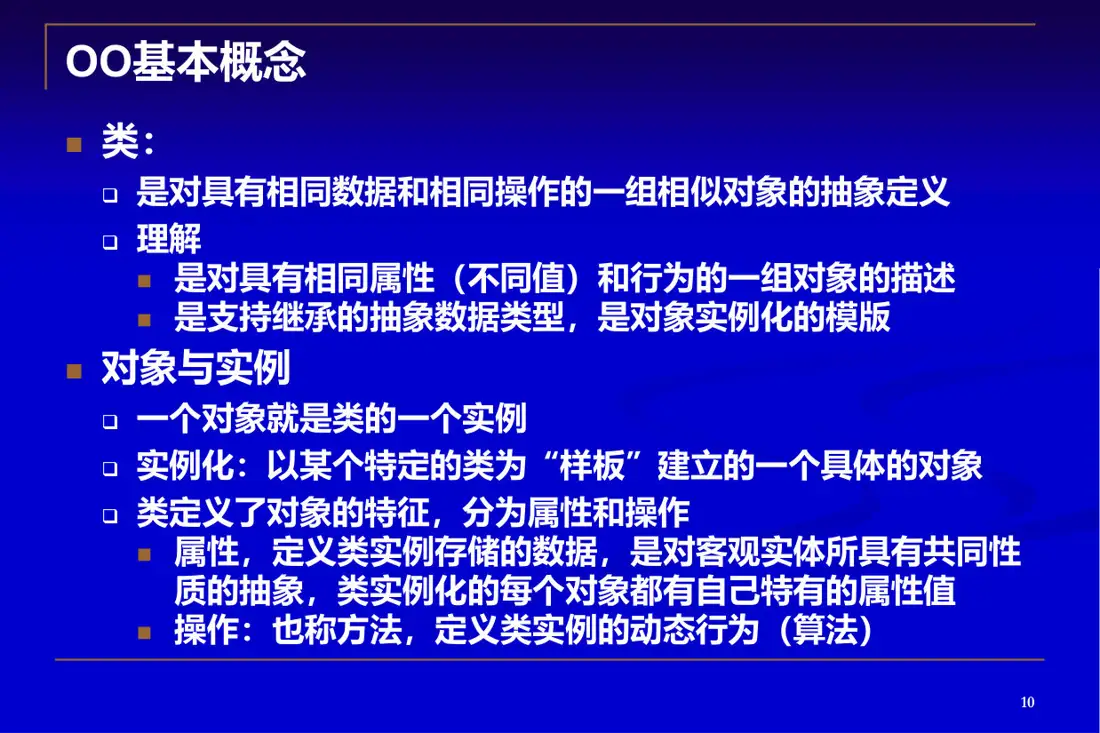 OO基本概念
类：
是对具有相同数据和相同操作的一组相似对象的抽象定义
理解
是对具有相同属性（不同值）和行为的一组对象的描述
是支持继承的抽象数据类型，是对象实例化的模版
对象与实例
一个对象就是类的一个实例
实例化：以某个特定的类为“样板”建立的一个具体的对象
类定义了对象的特征，分为属性和操作
属性，定义类实例存储的数据，是对客观实体所具有共同性
质的抽象，类实例化的每个对象都有自己特有的属性值
操作：也称方法，定义类实例的动态行为（算法）
10